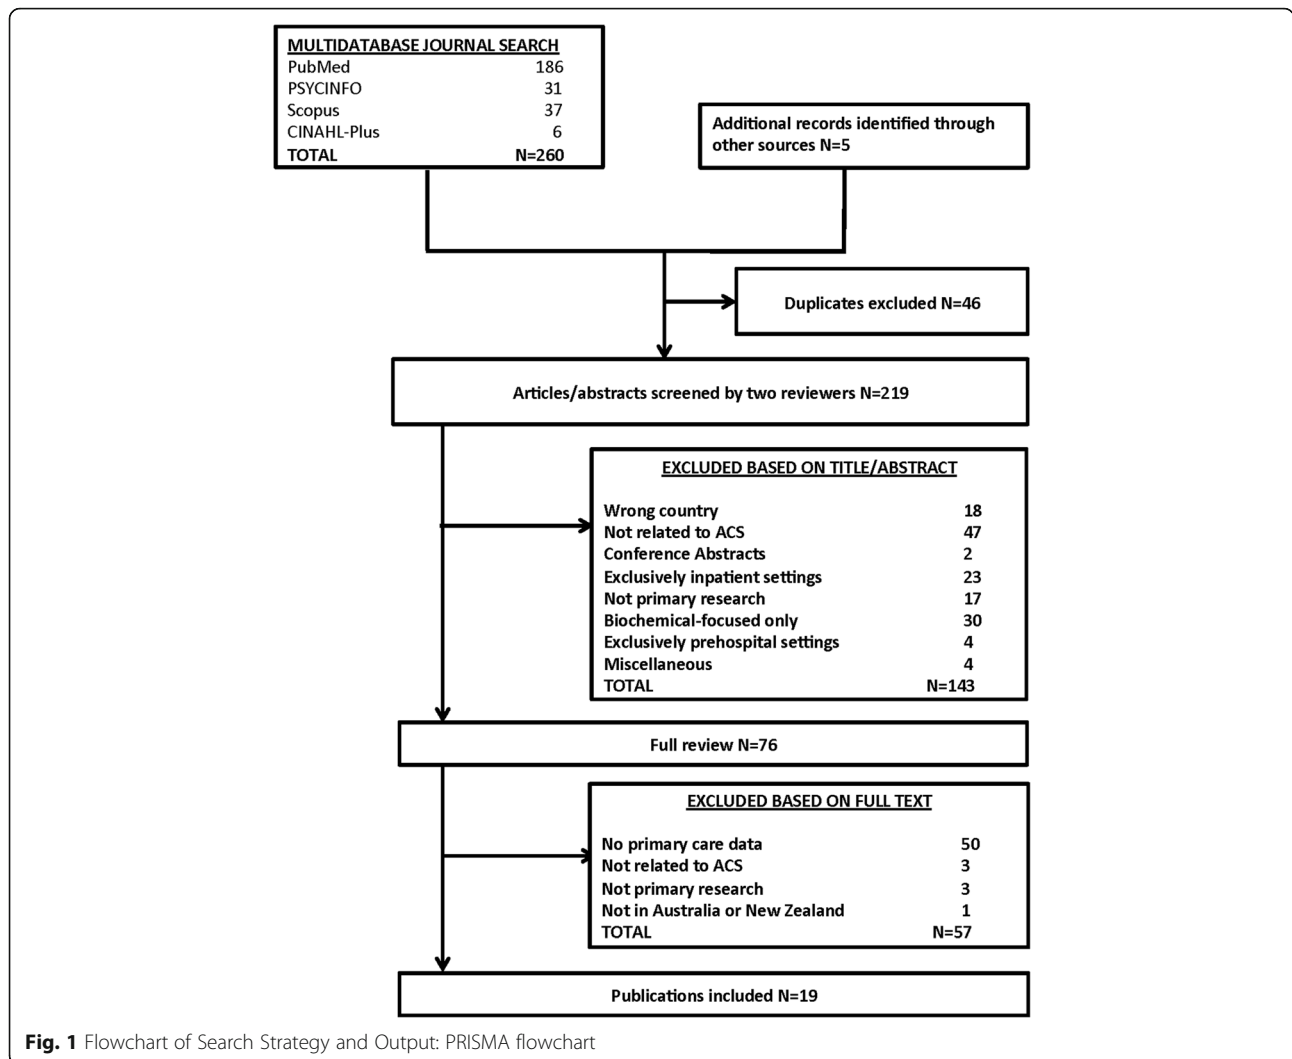 MULTIDATABASE JOURNAL SEARCH
PubMed 186
PSYCINFO 31
Scopus 37
CINAHL-Plus 6
TOTAL N=260
Additional records identified through
other sources N=5
Duplicates excluded N=46
Articles/abstracts screened by two reviewers N=219
EXCLUDED BASED ON TITLE/ABSTRACT
Wrong country 18
Not related to ACS 47
Conference Abstracts 2
Exclusively inpatient settings 23
Not primary research 17
Biochemical-focused only 30
Exclusively prehospital settings 4
Miscellaneous 4
TOTAL N=143
Full review N=76
EXCLUDED BASED ON FULL TEXT
No primary care data 50
Not related to ACS 3
Not primary research 3
Not in Australia or New Zealand 1
TOTAL N=57
Publications included N=19
Fig. 1 Flowchart of Search Strategy and Output: PRISMA flowchart